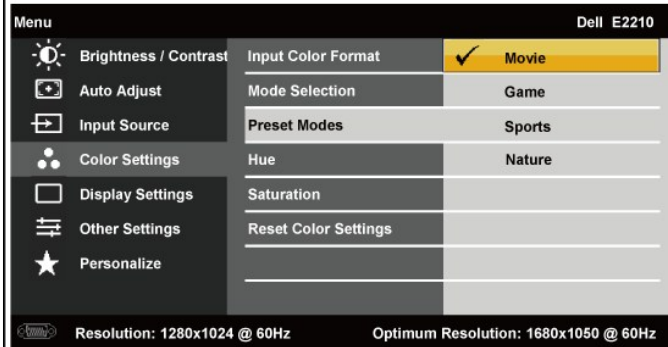 Menu Dell E2210
Brightness / Contrast Input Color Format Movie
Auto Adjust Mode Selection Game
Input Source Preset Modes Sports
Color Settings Hue Nature
Display Settings Saturation
Other Settings Reset Color Settings
Personalize
Resolution: 1280x1024 @ 60Hz Optimum Resolution: 1680x1050 @ 60Hz